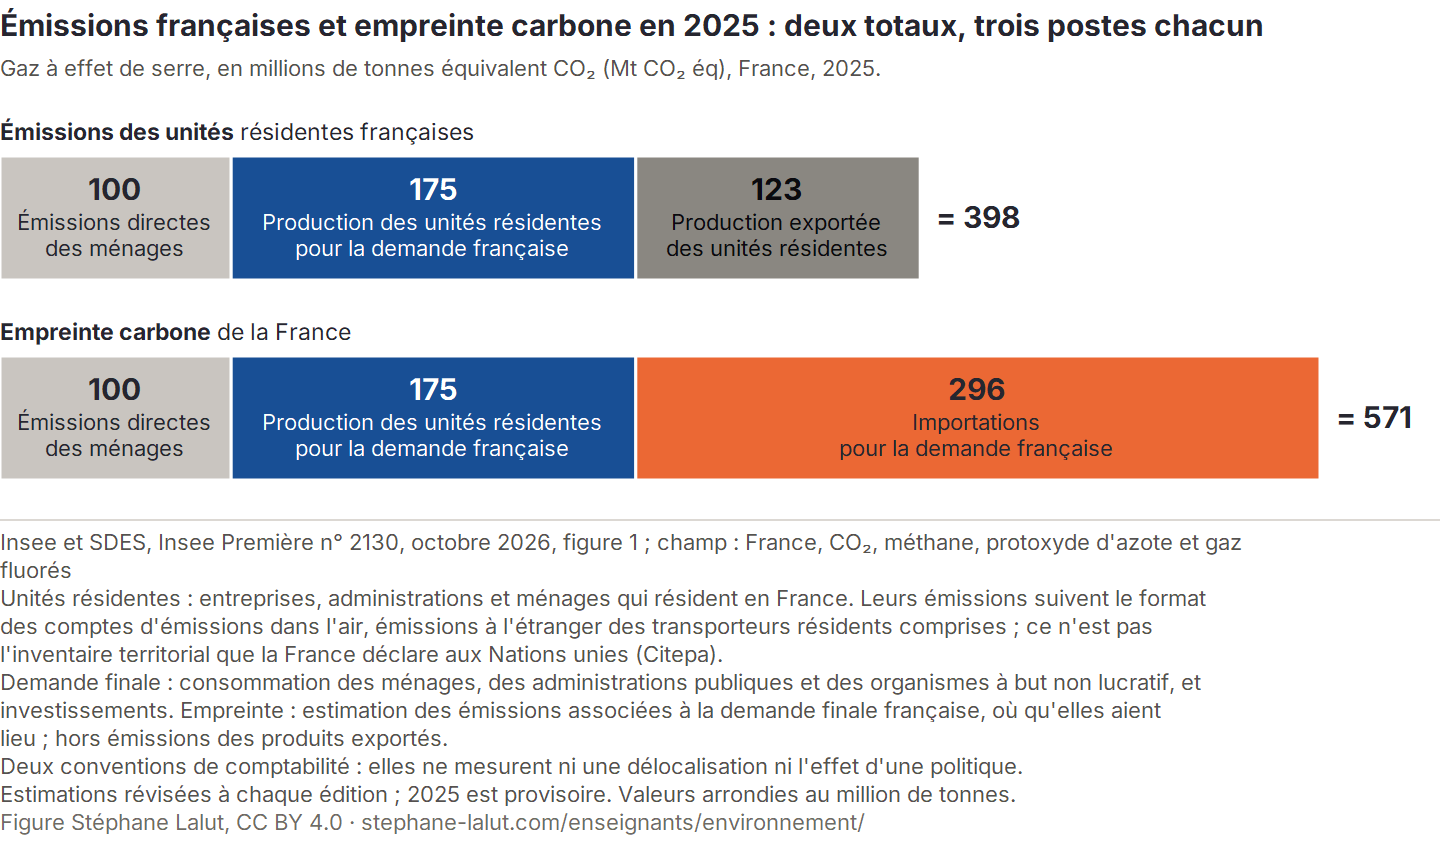 Émissions françaises et empreinte carbone en 2025 : deux totaux, trois postes chacun
Gaz à effet de serre, en millions de tonnes équivalent CO₂ (Mt CO₂ éq), France, 2025.
Émissions des unités résidentes françaises
100
Émissions directes
des ménages
175
Production des unités résidentes
pour la demande française
123
Production exportée
des unités résidentes
= 398
Empreinte carbone de la France
100
Émissions directes
des ménages
175
Production des unités résidentes
pour la demande française
296
Importations
pour la demande française
= 571
Insee et SDES, Insee Première n° 2130, octobre 2026, figure 1 ; champ : France, CO₂, méthane, protoxyde d'azote et gaz
fluorés
Unités résidentes : entreprises, administrations et ménages qui résident en France. Leurs émissions suivent le format
des comptes d'émissions dans l'air, émissions à l'étranger des transporteurs résidents comprises ; ce n'est pas
l'inventaire territorial que la France déclare aux Nations unies (Citepa).
Demande finale : consommation des ménages, des administrations publiques et des organismes à but non lucratif, et
investissements. Empreinte : estimation des émissions associées à la demande finale française, où qu'elles aient
lieu ; hors émissions des produits exportés.
Deux conventions de comptabilité : elles ne mesurent ni une délocalisation ni l'effet d'une politique.
Estimations révisées à chaque édition ; 2025 est provisoire. Valeurs arrondies au million de tonnes.
Figure Stéphane Lalut, CC BY 4.0 · stephane-lalut.com/enseignants/environnement/